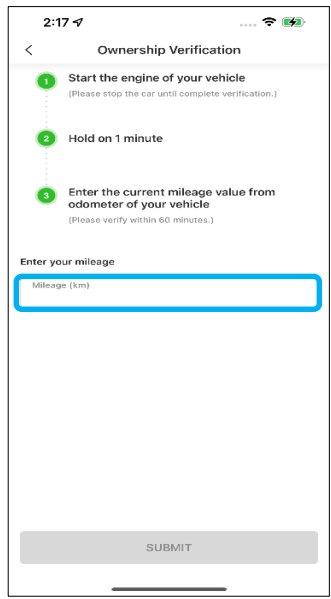 2:17
Ownership Verification
1
Start the engine of your vehicle
(Please stop the car until complete verification.)
2
Hold on 1 minute
3
Enter the current mileage value from
odometer of your vehicle
(Please verify within 60 minutes.)
Enter your mileage
Mileage (km)
SUBMIT